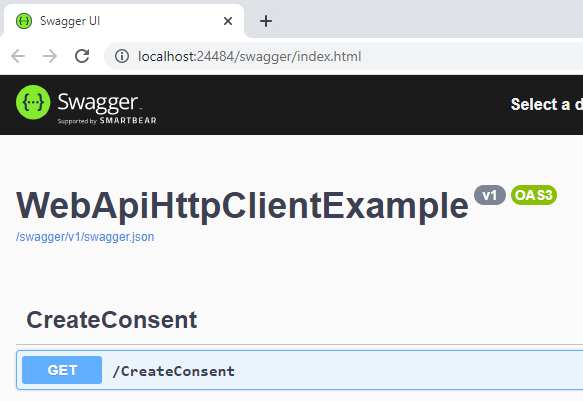 Swagger UI
localhost:24484/swagger/index.html
Swagger
Supported by SMARTBEAR
Select a d
WebApiHttpClientExample v1 OAS3
/swagger/v1/swagger.json
CreateConsent
GET /CreateConsent